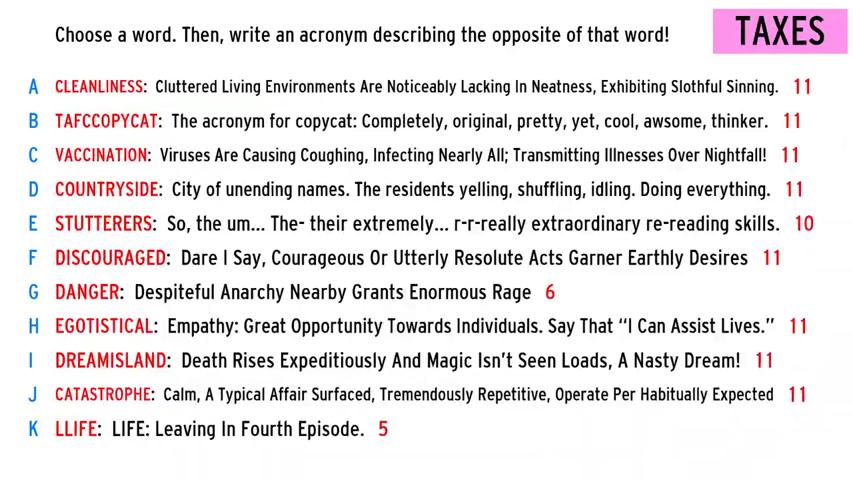 Choose a word. Then, write an acronym describing the opposite of that word!
TAXES
A CLEANLINESS: Cluttered Living Environments Are Noticeably Lacking In Neatness, Exhibiting Slothful Sinning. 11
B TAFCCOPYCAT: The acronym for copycat: Completely, original, pretty, yet, cool, awsome, thinker. 11
C VACCINATION: Viruses Are Causing Coughing, Infecting Nearly All; Transmitting Illnesses Over Nightfall! 11
D COUNTRYSIDE: City of unending names. The residents yelling, shuffling, idling. Doing everything. 11
E STUTTERERS: So, the um... The- their extremely... r-r-really extraordinary re-reading skills. 10
F DISCOURAGED: Dare I Say, Courageous Or Utterly Resolute Acts Garner Earthly Desires 11
G DANGER: Despiteful Anarchy Nearby Grants Enormous Rage 6
H EGOTISTICAL: Empathy: Great Opportunity Towards Individuals. Say That “I Can Assist Lives.” 11
I DREAMISLAND: Death Rises Expeditiously And Magic Isn’t Seen Loads, A Nasty Dream! 11
J CATASTROPHE: Calm, A Typical Affair Surfaced, Tremendously Repetitive, Operate Per Habitually Expected 11
K LLIFE: LIFE: Leaving In Fourth Episode. 5